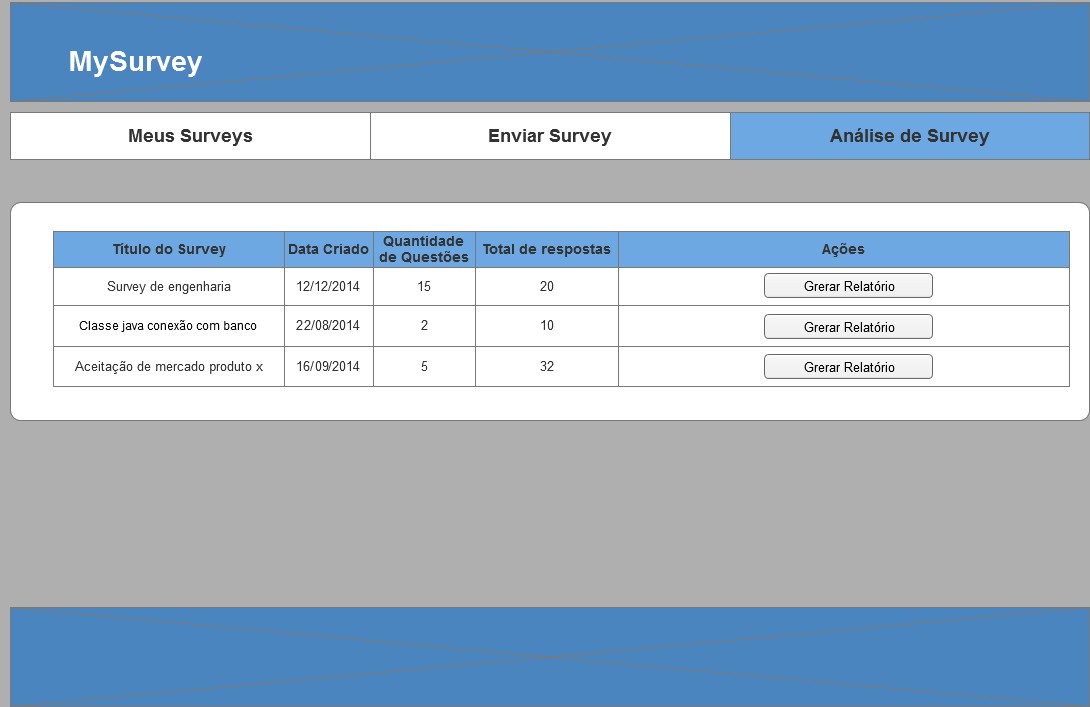 MySurvey
Meus Surveys Enviar Survey Análise de Survey
Título do Survey Data Criado Quantidade de Questões Total de respostas Ações
Survey de engenharia 12/12/2014 15 20 Grerar Relatório
Classe java conexão com banco 22/08/2014 2 10 Grerar Relatório
Aceitação de mercado produto x 16/09/2014 5 32 Grerar Relatório